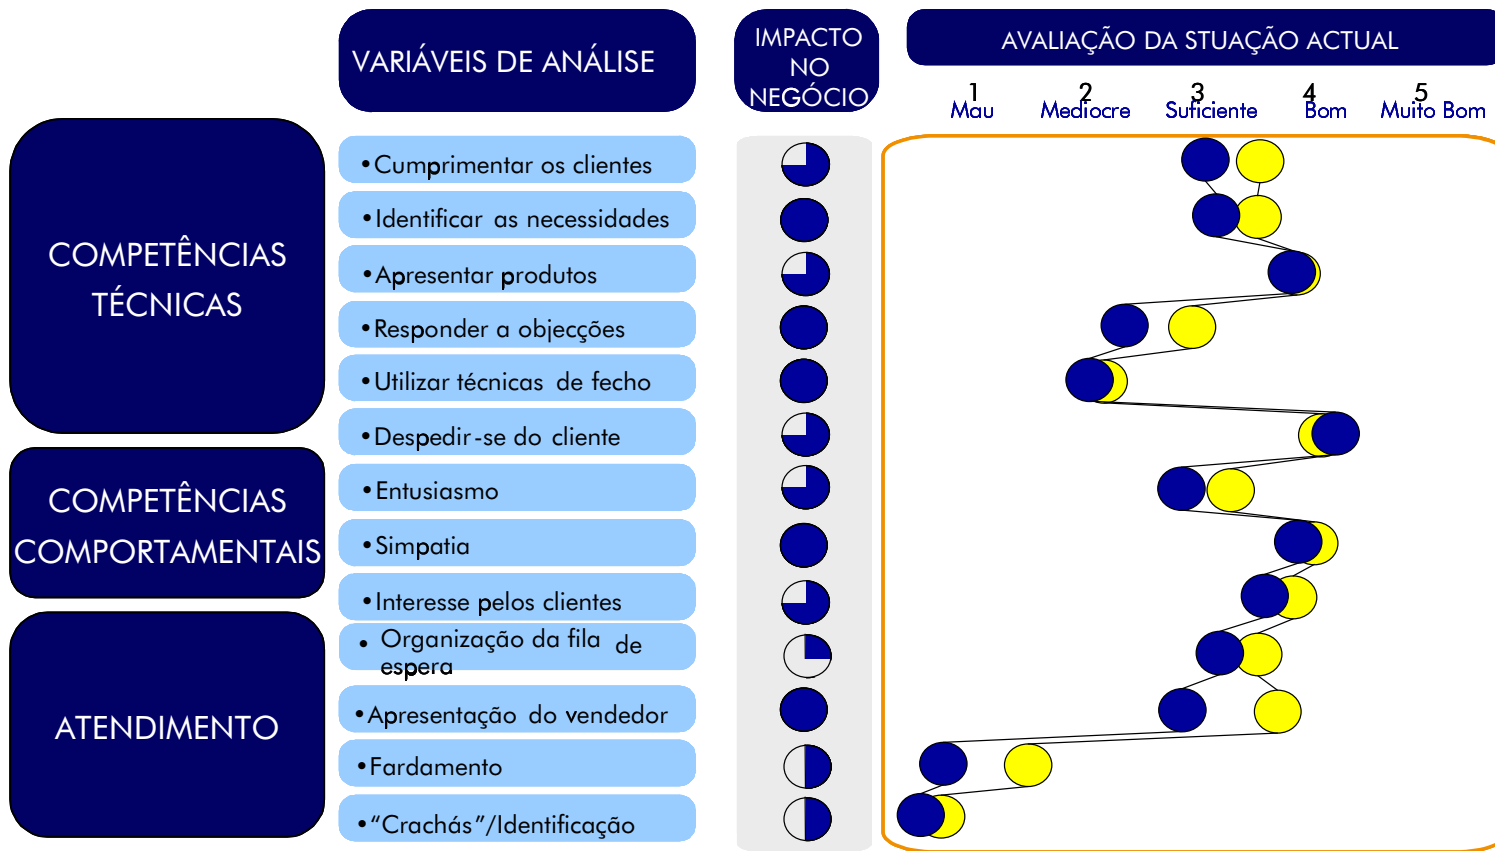 VARIÁVEIS DE ANÁLISE
IMPACTO
NO
NEGÓCIO
AVALIAÇÃO DA STUAÇÃO ACTUAL
1 2 3 4 5
Mau Mediocre Suficiente Bom Muito Bom
COMPETÊNCIAS
TÉCNICAS
•Cumprimentar os clientes
•Identificar as necessidades
•Apresentar produtos
•Responder a objecções
•Utilizar técnicas de fecho
•Despedir-se do cliente
COMPETÊNCIAS
COMPORTAMENTAIS
•Entusiasmo
•Simpatia
•Interesse pelos clientes
ATENDIMENTO
• Organização da fila de
espera
•Apresentação do vendedor
•Fardamento
•“Crachás”/Identificação